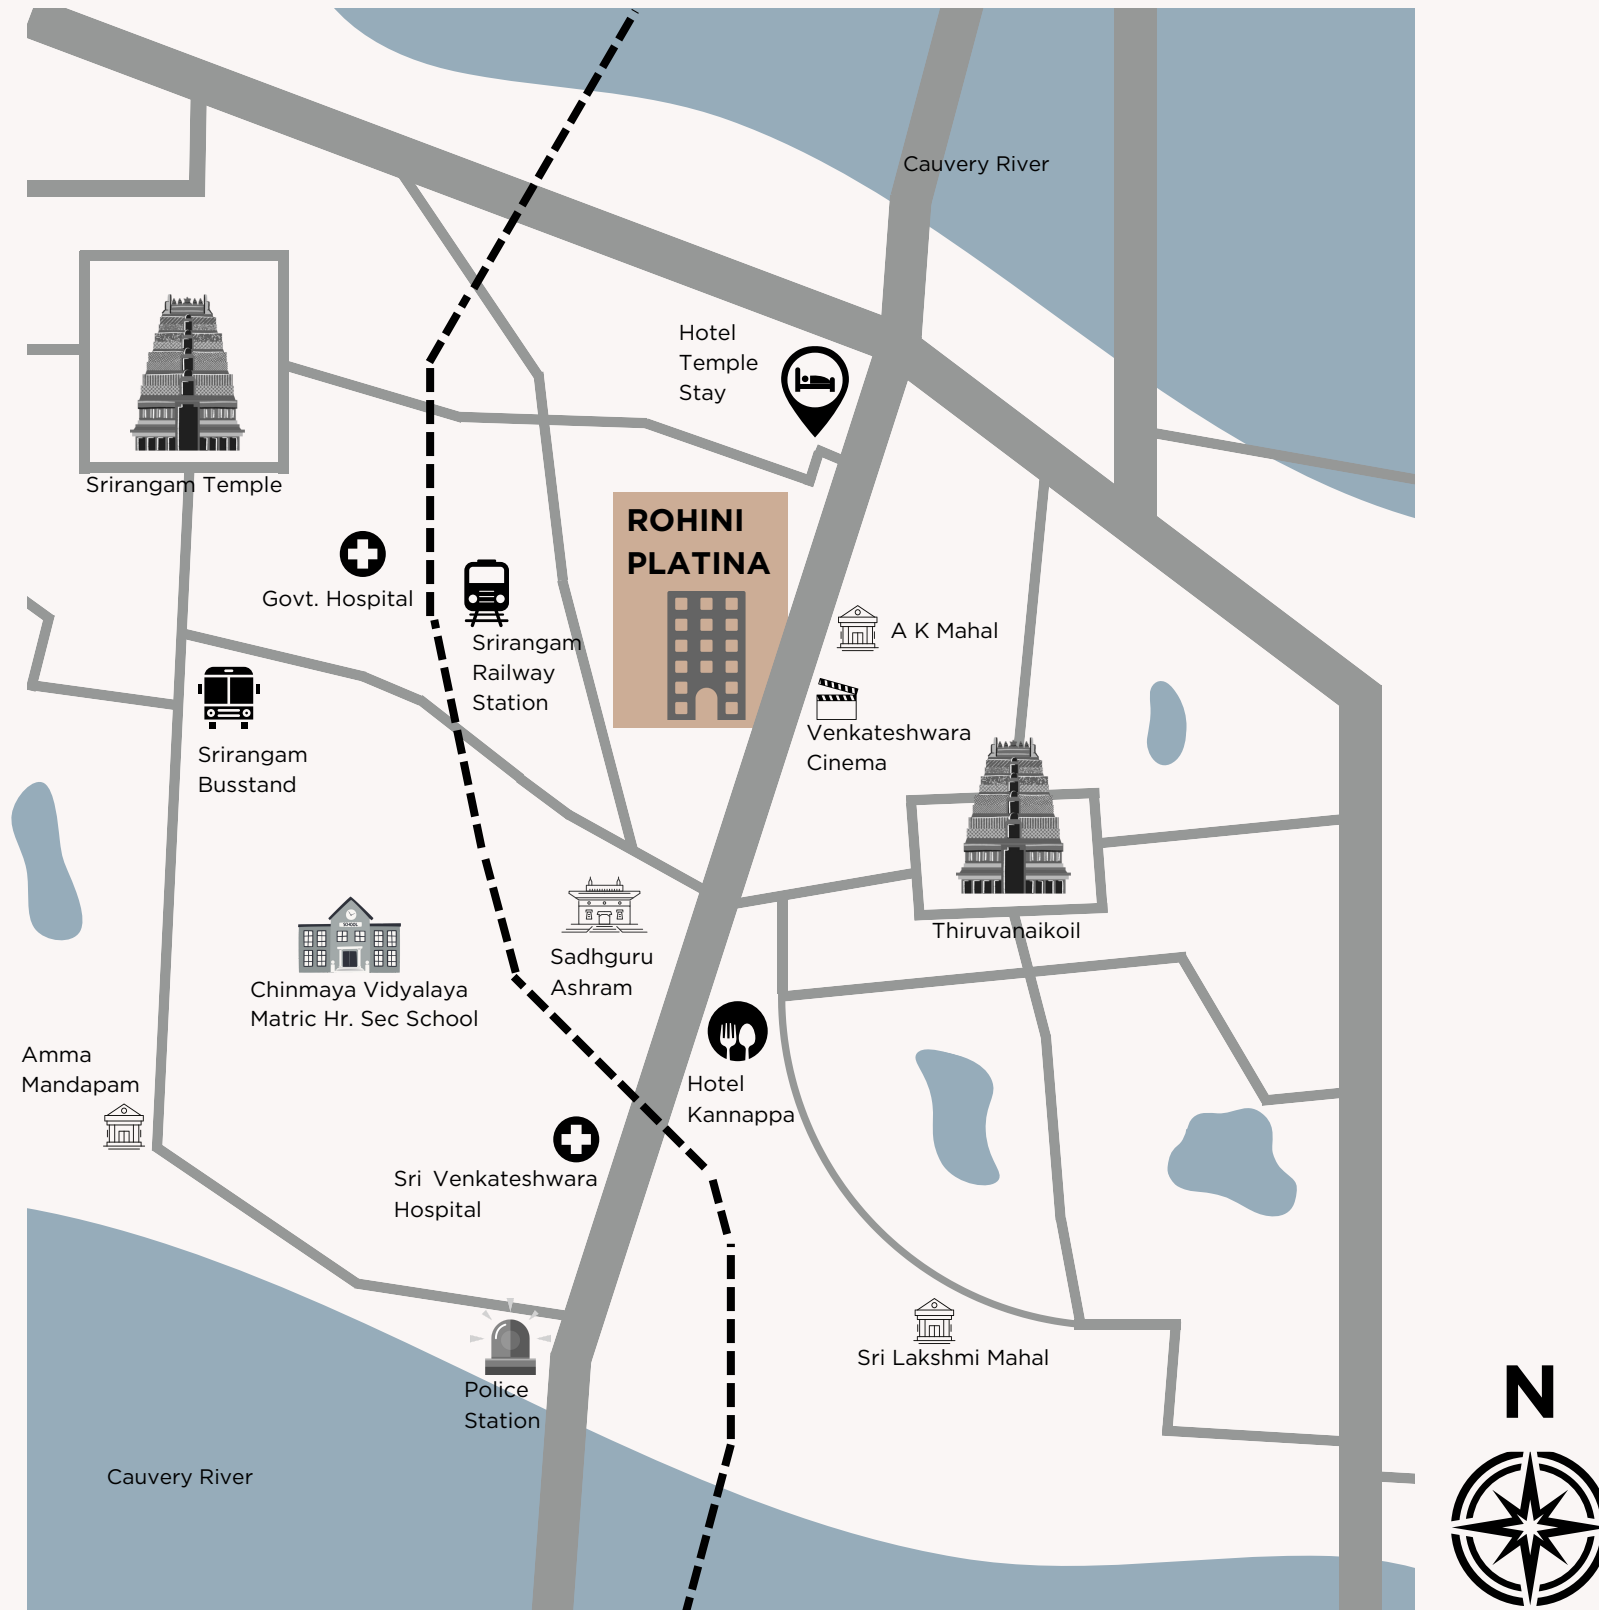 Cauvery River
Hotel
Temple
Stay
Srirangam Temple
ROHINI
PLATINA
Govt. Hospital
Srirangam
Railway
Station
A K Mahal
Venkateshwara
Cinema
Srirangam
Busstand
SCHOOL
Thiruvanaikoil
Sadhguru
Ashram
Chinmaya Vidyalaya
Matric Hr. Sec School
Amma
Mandapam
Hotel
Kannappa
Sri Venkateshwara
Hospital
Sri Lakshmi Mahal
Police
Station
N
Cauvery River